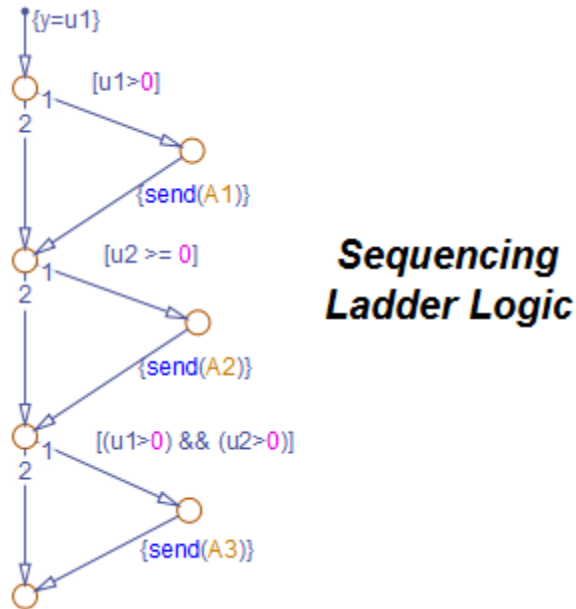 {y=u1}
[u1>0]
1
2
{send(A1)}
[u2 >= 0]
1
2
{send(A2)}
[(u1>0) && (u2>0)]
1
2
{send(A3)}
Sequencing
Ladder Logic